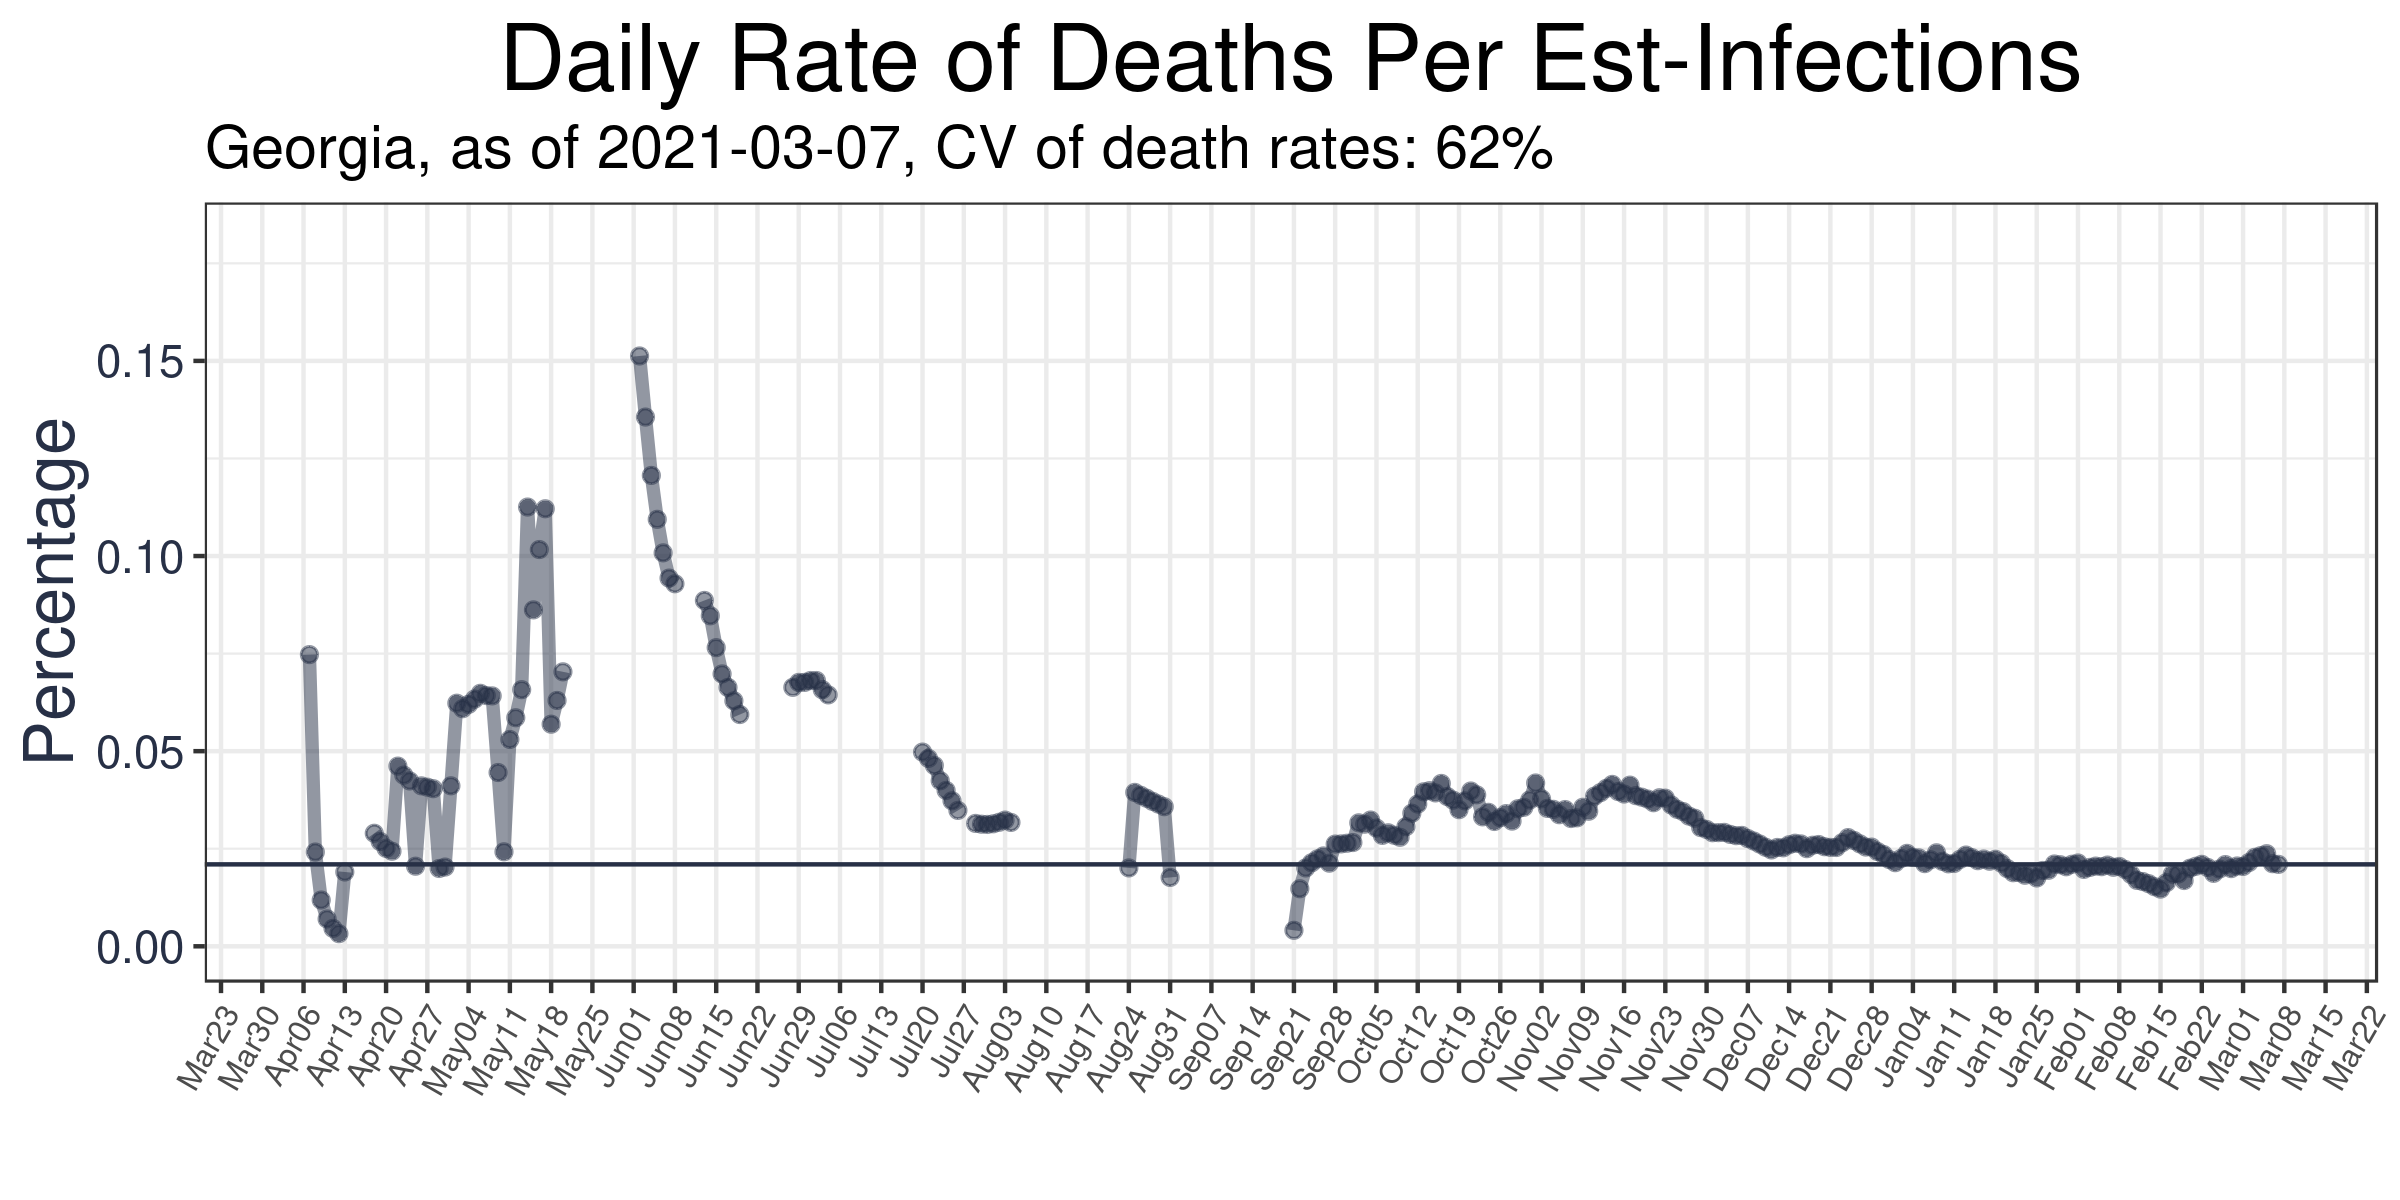 Daily Rate of Deaths Per Est-Infections
Georgia, as of 2021-03-07, CV of death rates: 62%
Percentage
0.15
0.10
0.05
0.00
Mar23
Mar30
Apr06
Apr13
Apr20
Apr27
May04
May11
May18
May25
Jun01
Jun08
Jun15
Jun22
Jun29
Jul06
Jul13
Jul20
Jul27
Aug03
Aug10
Aug17
Aug24
Aug31
Sep07
Sep14
Sep21
Sep28
Oct05
Oct12
Oct19
Oct26
Nov02
Nov09
Nov16
Nov23
Nov30
Dec07
Dec14
Dec21
Dec28
Jan04
Jan11
Jan18
Jan25
Feb01
Feb08
Feb15
Feb22
Mar01
Mar08
Mar15
Mar22